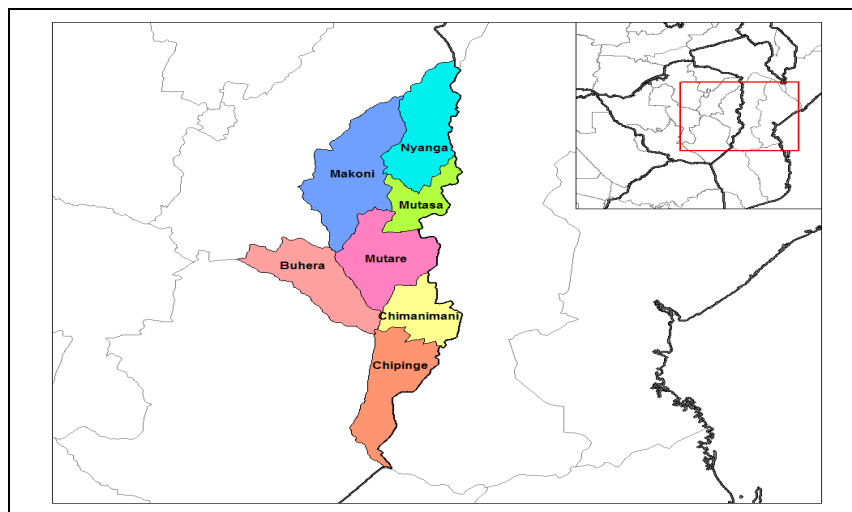 Nyanga
Makoni
Mutasa
Buhera
Mutare
Chimanimani
Chipinge